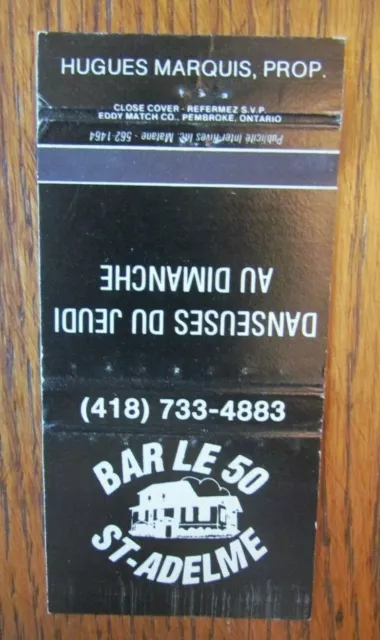 HUGUES MARQUIS, PROP.
CLOSE COVER - REFERMEZ S.V.P.
EDDY MATCH CO., PEMBROKE, ONTARIO
Publicité Inter-Rives Inc. Matane - 562-1464
DANSEUSES DU JEUDI
AU DIMANCHE
(418) 733-4883
BAR LE 50
ST-ADELME